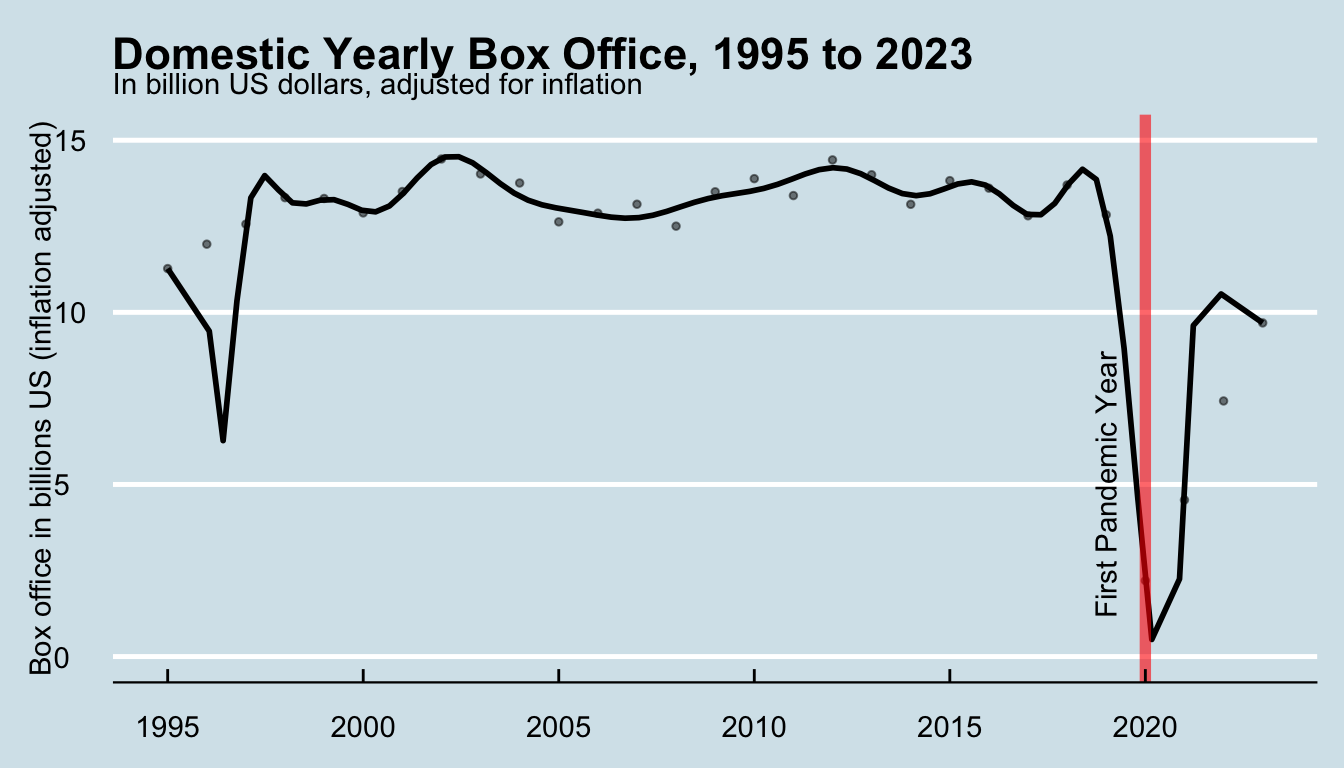 Domestic Yearly Box Office, 1995 to 2023
In billion US dollars, adjusted for inflation
Box office in billions US (inflation adjusted)
15
10
5
0
First Pandemic Year
1995 2000 2005 2010 2015 2020